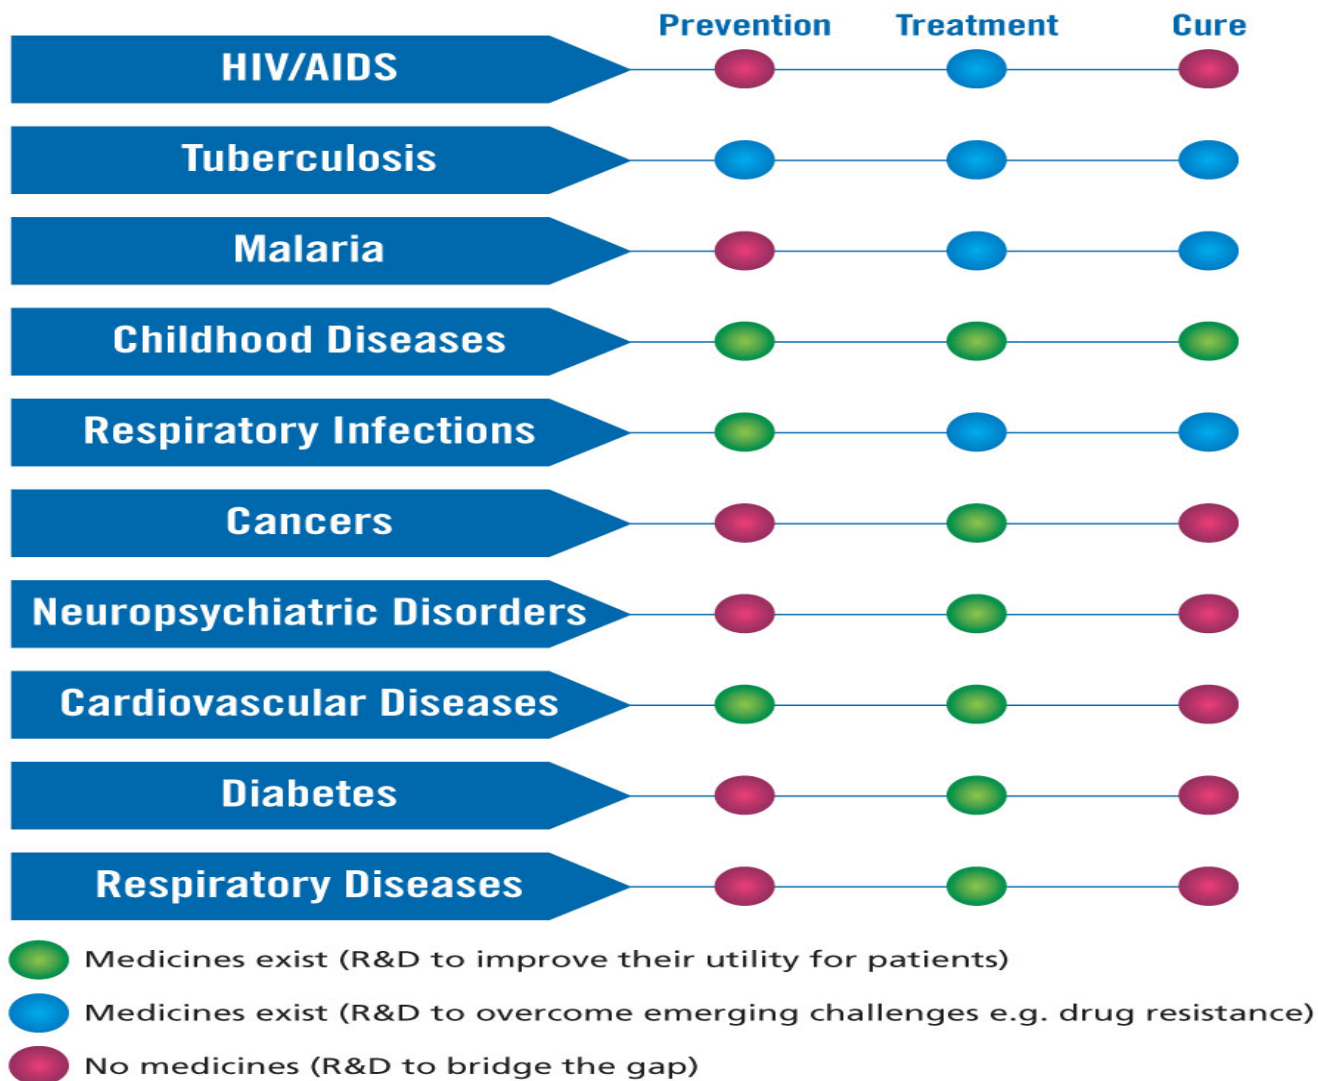 Prevention Treatment Cure
HIV/AIDS
Tuberculosis
Malaria
Childhood Diseases
Respiratory Infections
Cancers
Neuropsychiatric Disorders
Cardiovascular Diseases
Diabetes
Respiratory Diseases
Medicines exist (R&D to improve their utility for patients)
Medicines exist (R&D to overcome emerging challenges e.g. drug resistance)
No medicines (R&D to bridge the gap)